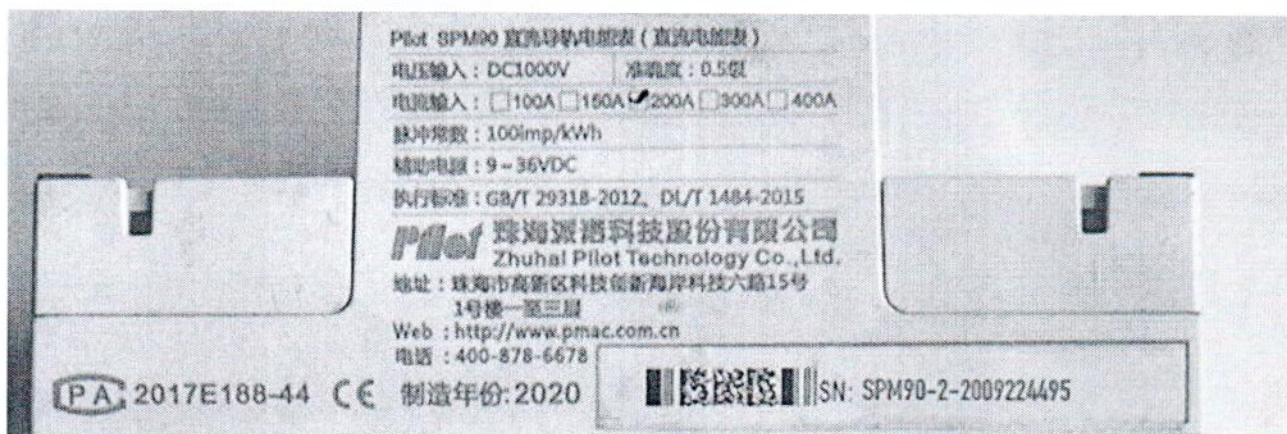 Pilot SPM90 直流导轨电能表 ( 直流电能表 )
电压输入：DC1000V 准确度：0.5级
电流输入：□100A □150A ☑200A □300A □400A
脉冲常数：100imp/kWh
辅助电源：9~36VDC
执行标准：GB/T 29318-2012、DL/T 1484-2015
Pilot 珠海派诺科技股份有限公司
Zhuhai Pilot Technology Co.,Ltd.
地址：珠海市高新区科技创新海岸科技六路15号
1号楼一至三层
Web：http://www.pmac.com.cn
电话：400-878-6678
PA 2017E188-44 CE 制造年份:2020 SN: SPM90-2-2009224495